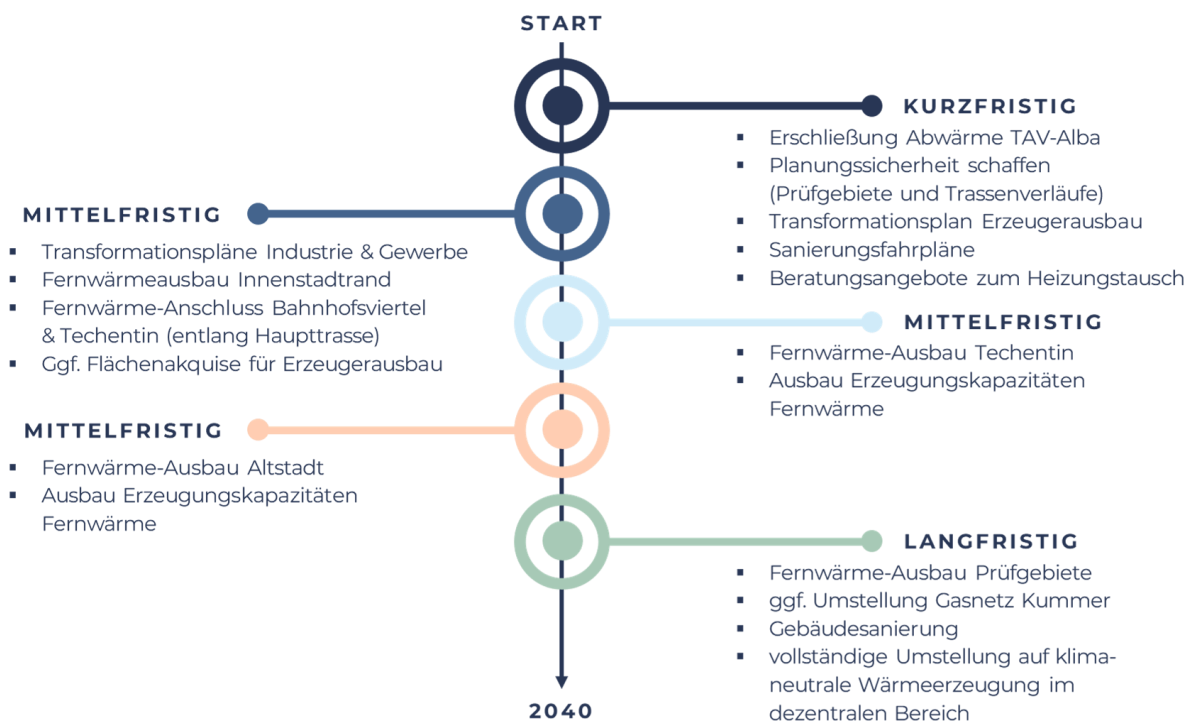 START
KURZFRISTIG
▪ Erschließung Abwärme TAV-Alba
▪ Planungssicherheit schaffen
(Prüfgebiete und Trassenverläufe)
▪ Transformationsplan Erzeugerausbau
▪ Sanierungsfahrpläne
▪ Beratungsangebote zum Heizungstausch
MITTELFRISTIG
▪ Transformationspläne Industrie & Gewerbe
▪ Fernwärmeausbau Innenstadtrand
▪ Fernwärme-Anschluss Bahnhofsviertel
& Techentin (entlang Haupttrasse)
▪ Ggf. Flächenakquise für Erzeugerausbau
MITTELFRISTIG
▪ Fernwärme-Ausbau Techentin
▪ Ausbau Erzeugungskapazitäten
Fernwärme
MITTELFRISTIG
▪ Fernwärme-Ausbau Altstadt
▪ Ausbau Erzeugungskapazitäten
Fernwärme
LANGFRISTIG
▪ Fernwärme-Ausbau Prüfgebiete
▪ ggf. Umstellung Gasnetz Kummer
▪ Gebäudesanierung
▪ vollständige Umstellung auf klima-
neutrale Wärmeerzeugung im
dezentralen Bereich
2040